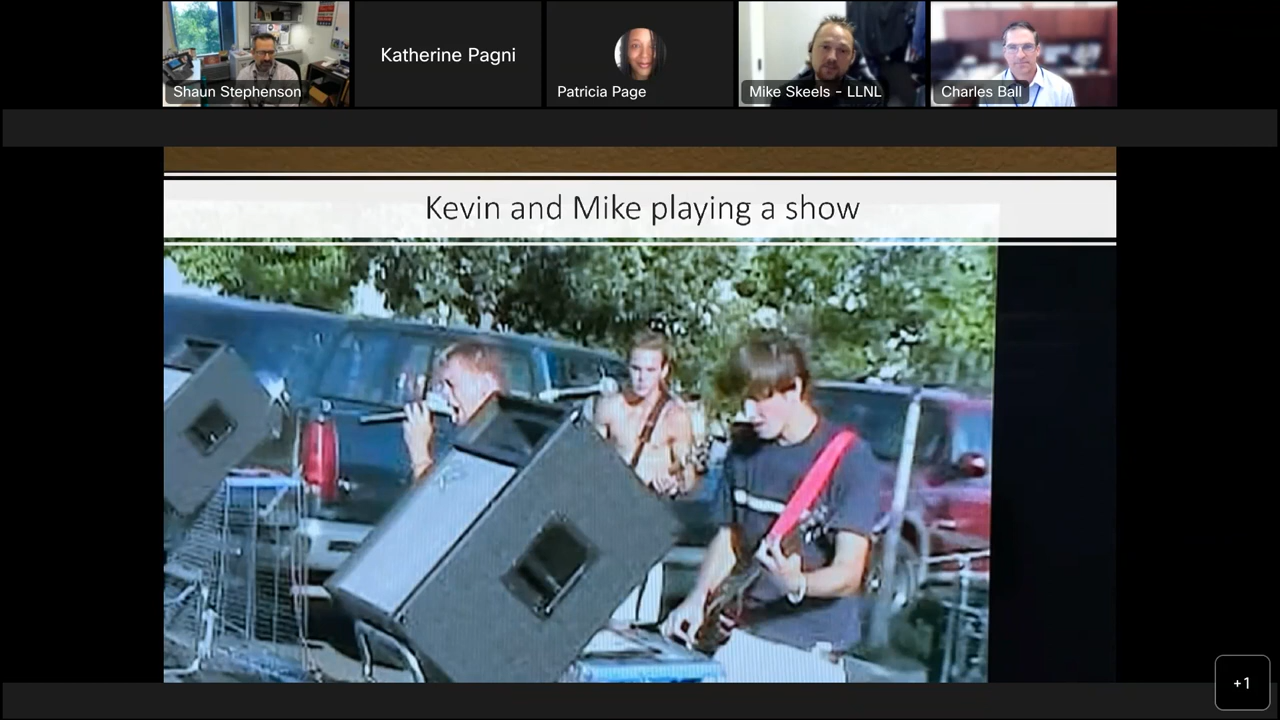 Shaun Stephenson
Katherine Pagni
Patricia Page
Mike Skeels - LLNL
Charles Ball
Kevin and Mike playing a show
+1